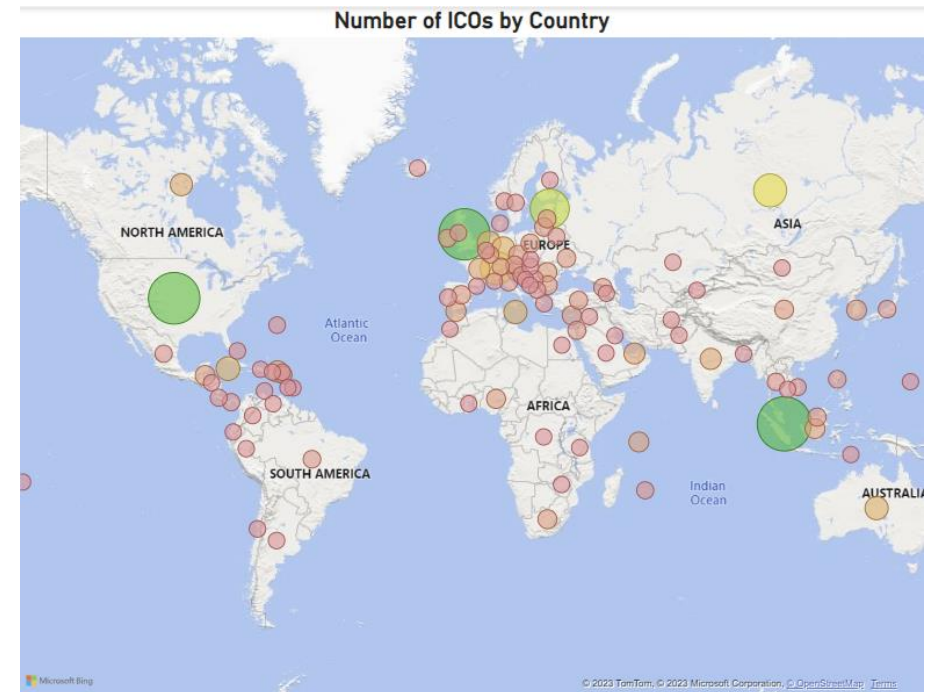 Number of ICOs by Country
NORTH AMERICA
ASIA
EUROPE
Atlantic
Ocean
AFRICA
SOUTH AMERICA
Indian
Ocean
AUSTRALIA
Microsoft Bing
© 2023 TomTom, © 2023 Microsoft Corporation, © OpenStreetMap Terms